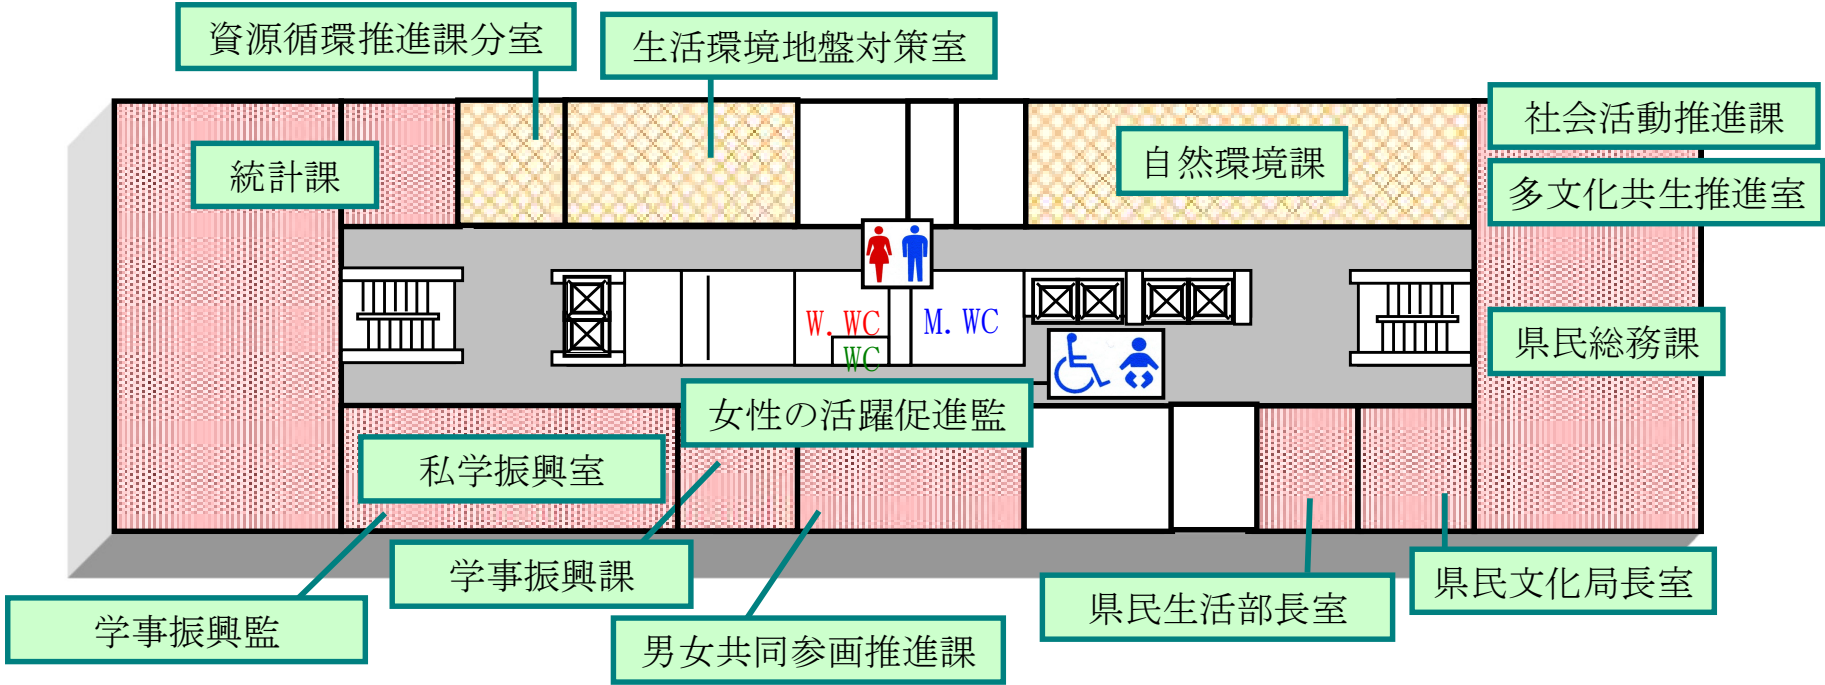 資源循環推進課分室
生活環境地盤対策室
社会活動推進課
統計課
自然環境課
多文化共生推進室
W.WC
M.WC
WC
県民総務課
女性の活躍促進監
私学振興室
学事振興課
県民文化局長室
県民生活部長室
学事振興監
男女共同参画推進課